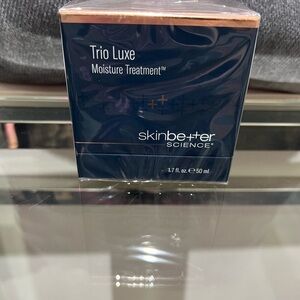 Trio Luxe
Moisture Treatment™
skinbetter
SCIENCE®
1.7 fl. oz. ℮ 50 ml